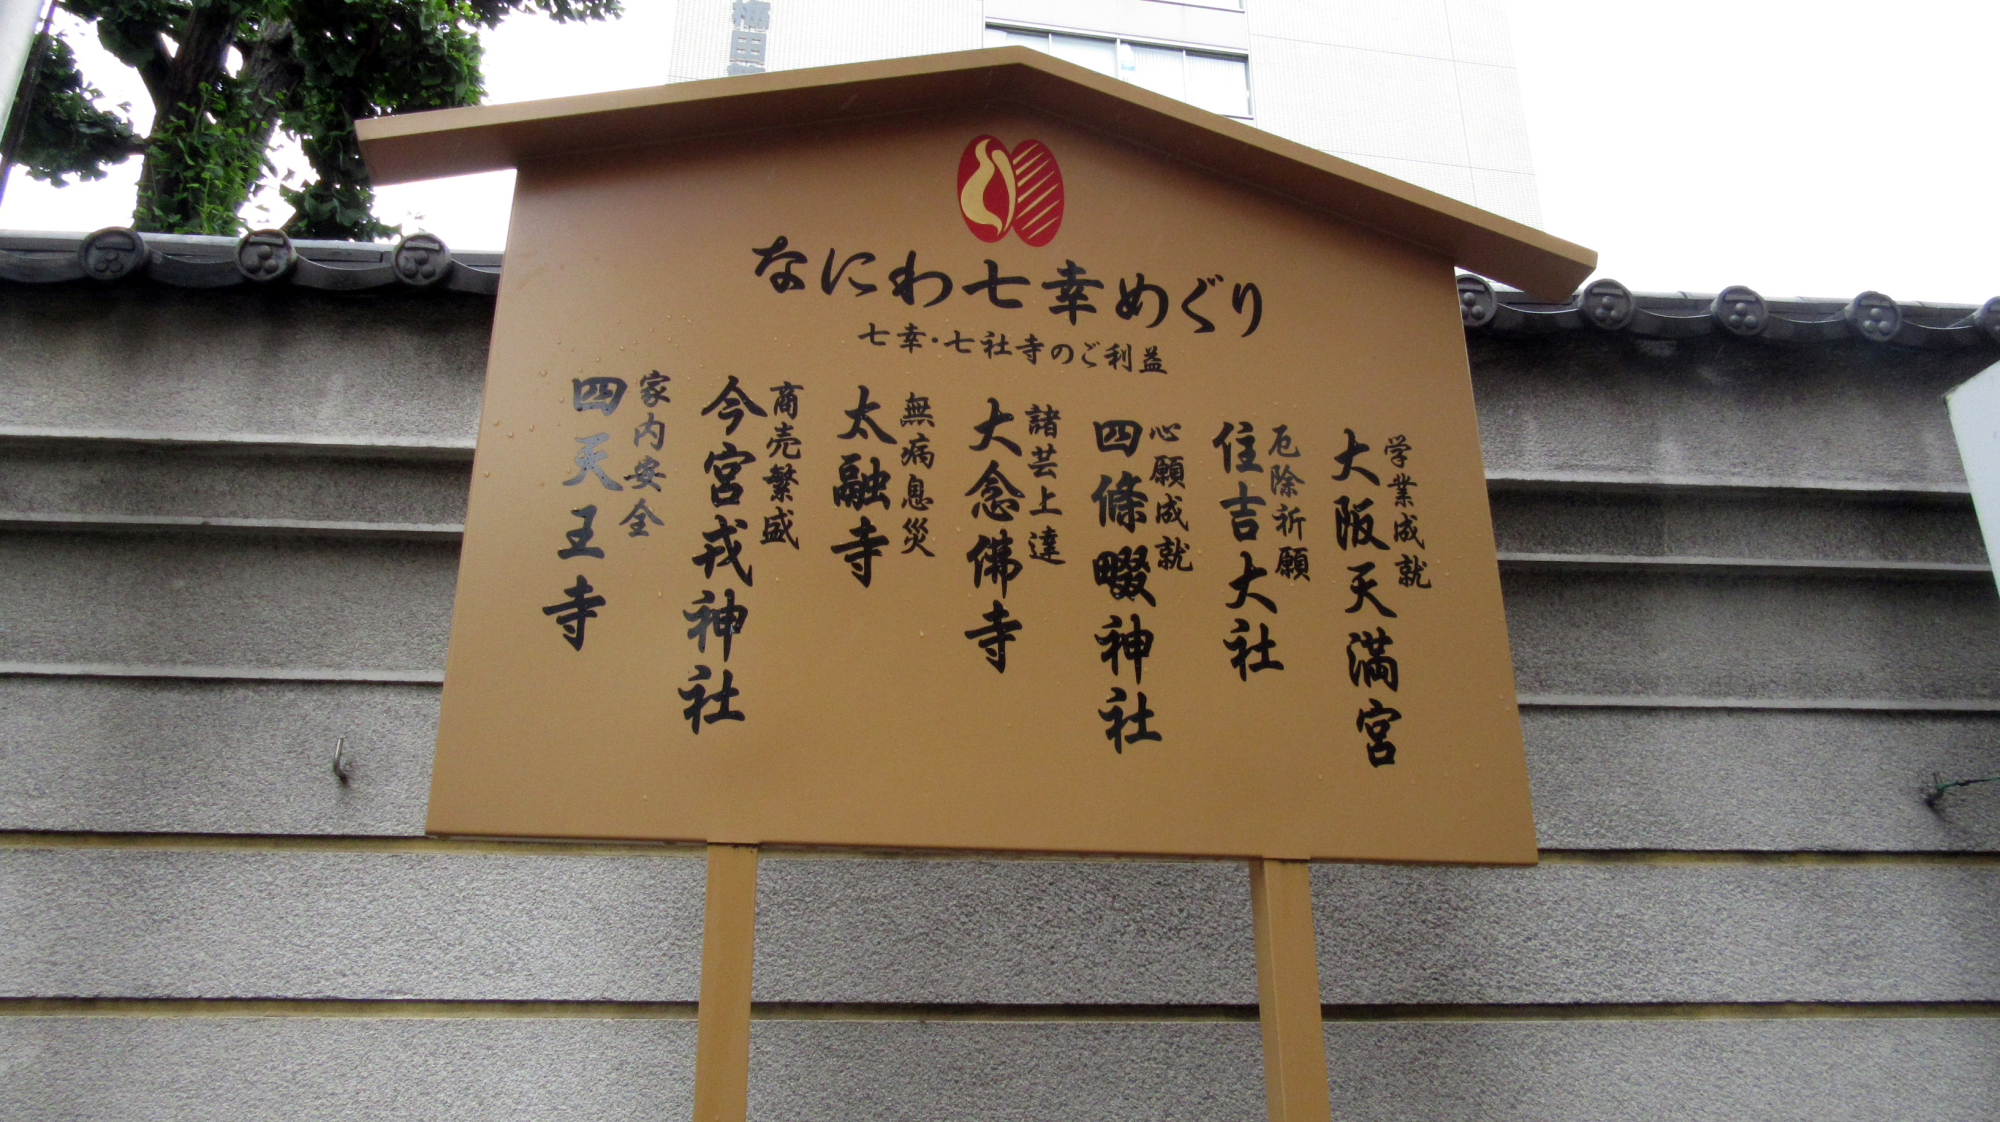 なにわ七幸めぐり
七幸・七社寺のご利益
学業成就
大阪天満宮
厄除祈願
住吉大社
心願成就
四條畷神社
諸芸上達
大念佛寺
無病息災
太融寺
商売繁盛
今宮戎神社
家内安全
四天王寺